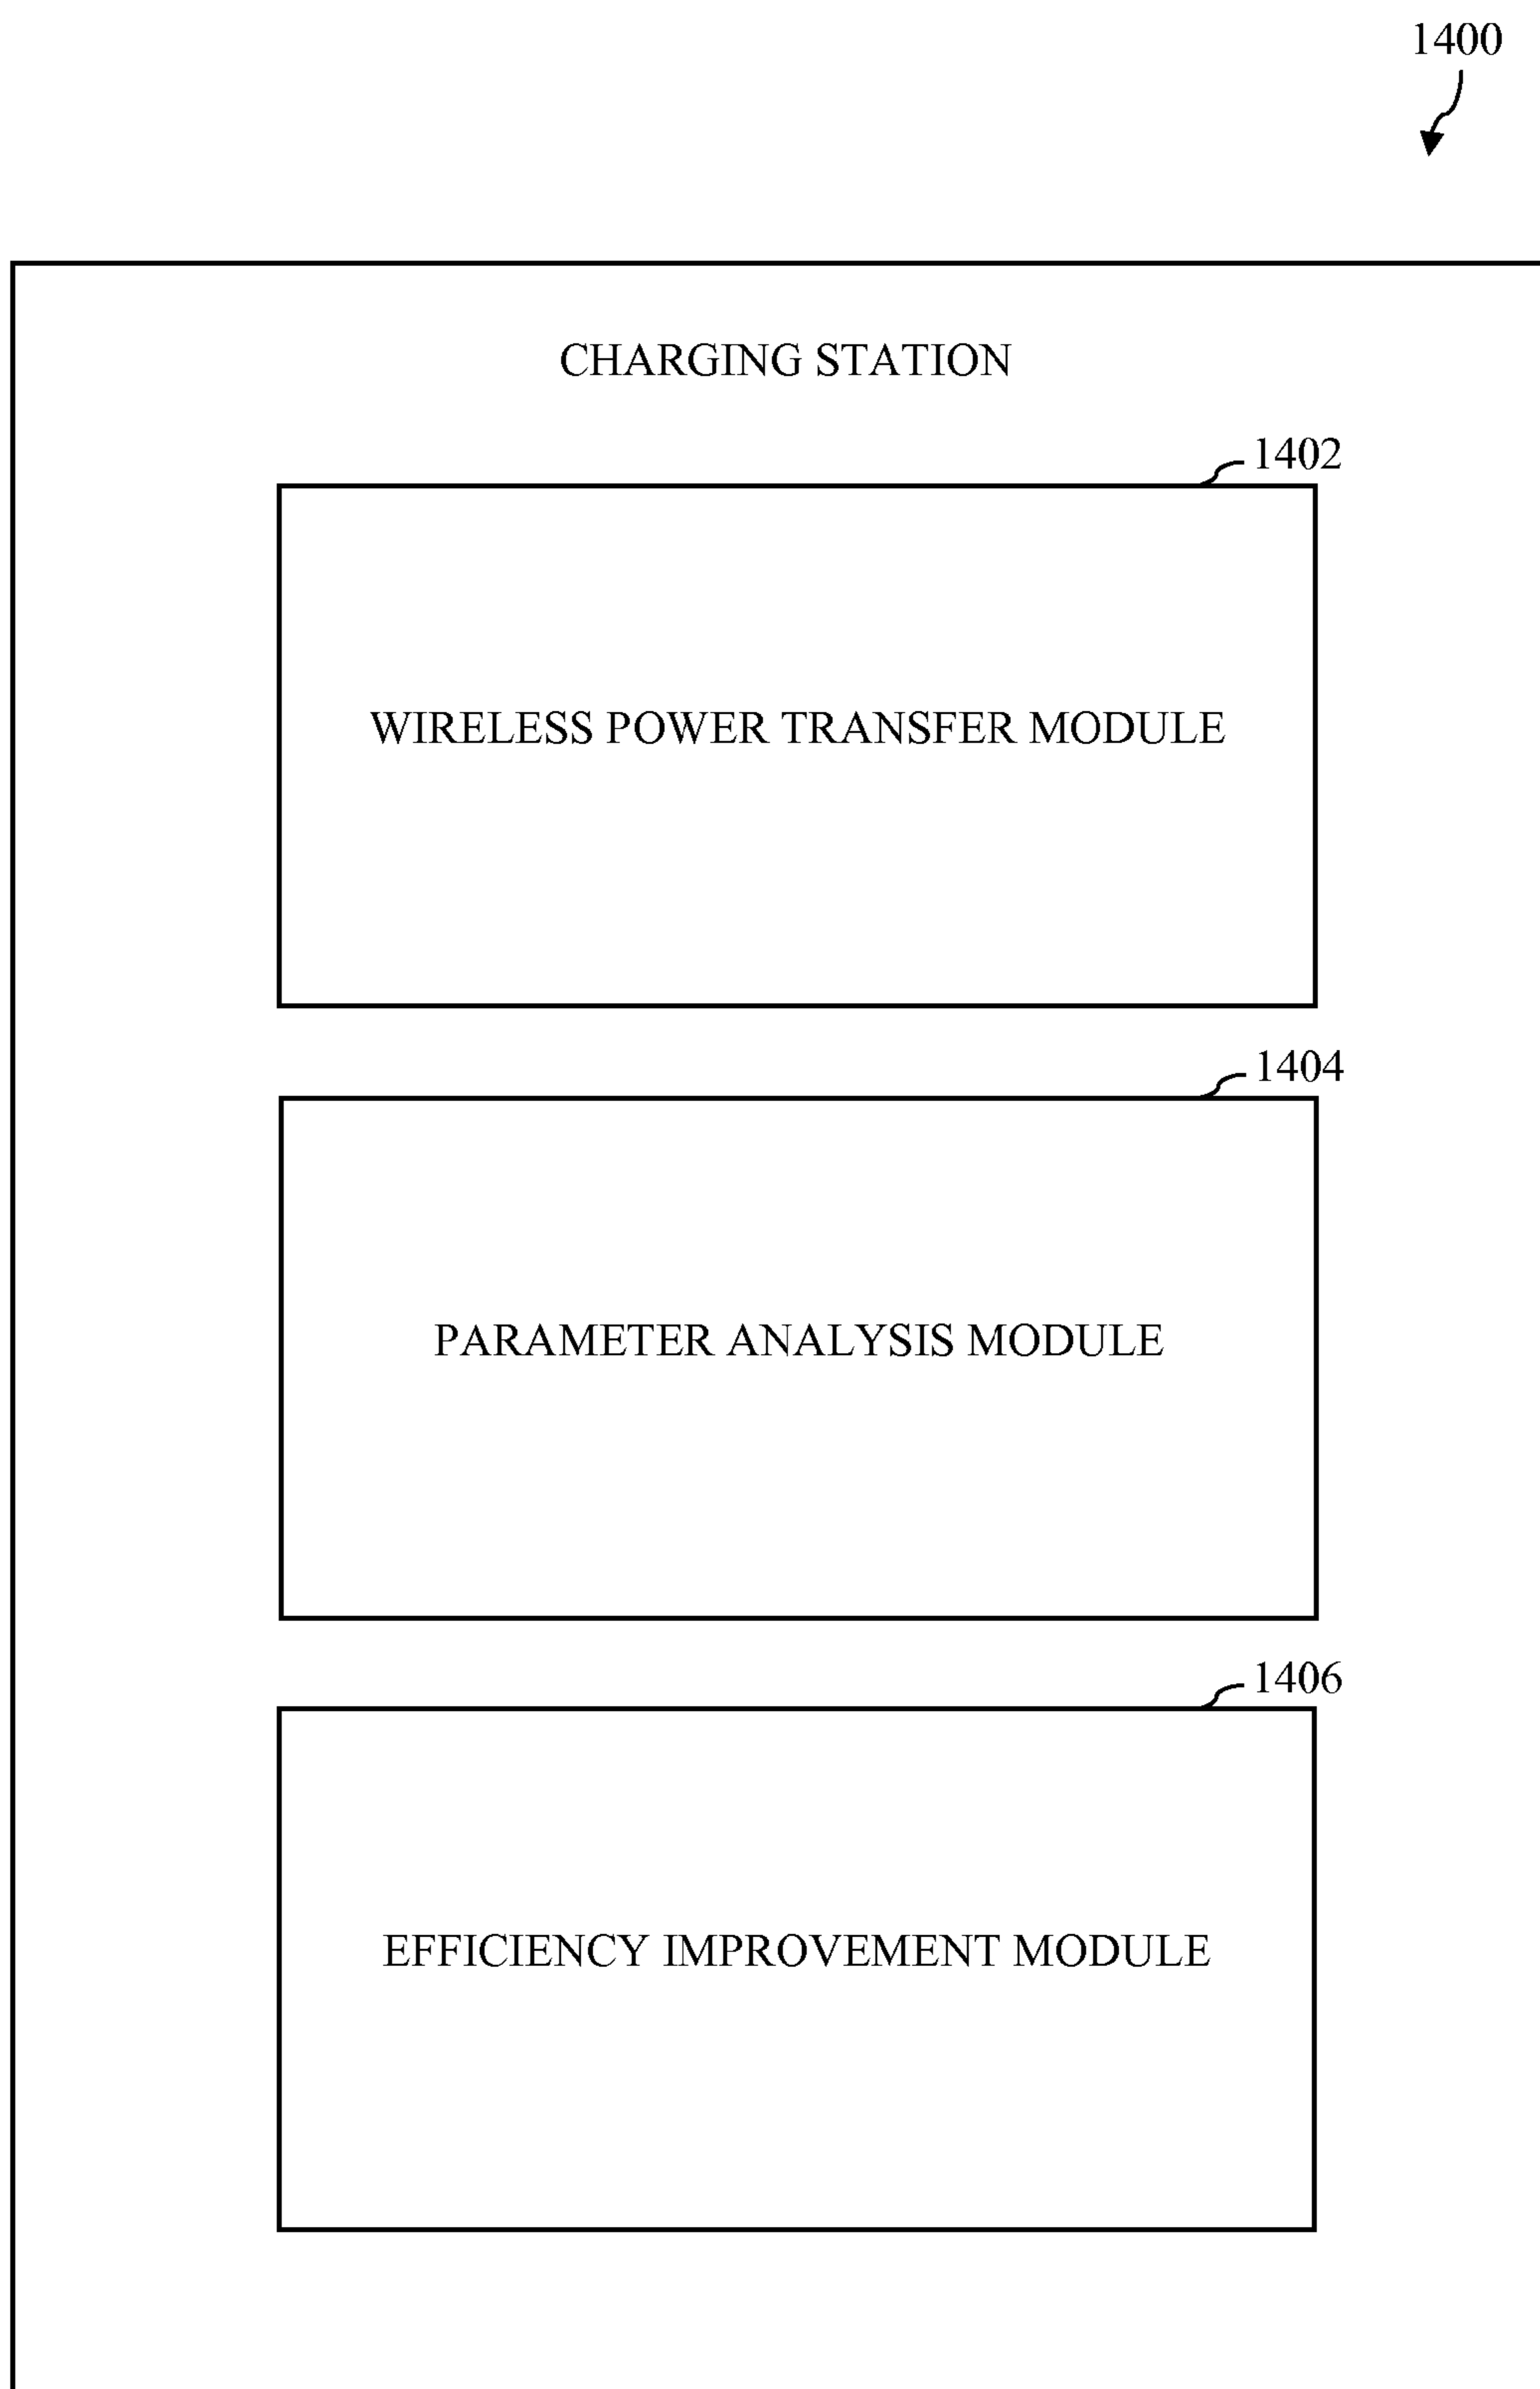 1400
CHARGING STATION
1402
WIRELESS POWER TRANSFER MODULE
1404
PARAMETER ANALYSIS MODULE
1406
EFFICIENCY IMPROVEMENT MODULE